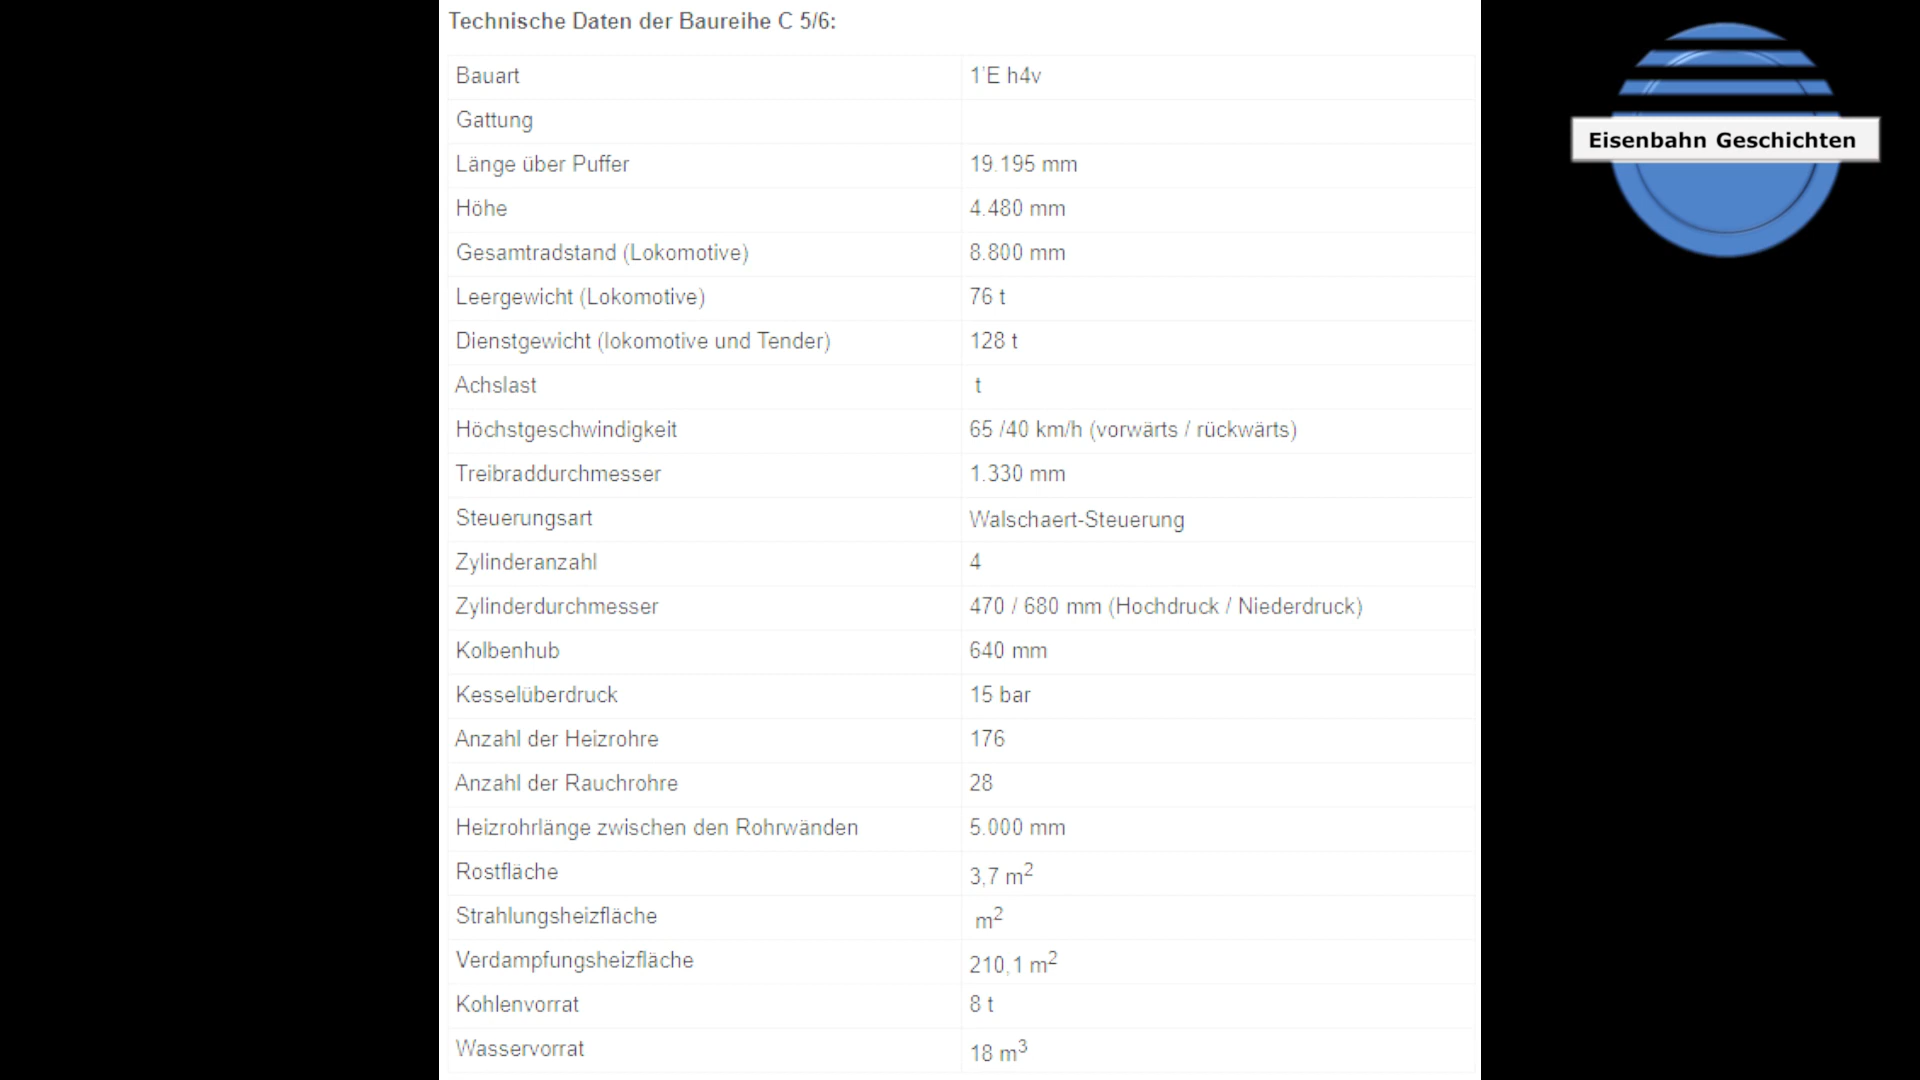 Technische Daten der Baureihe C 5/6:
Bauart 1'E h4v
Gattung
Länge über Puffer 19.195 mm
Höhe 4.480 mm
Gesamtradstand (Lokomotive) 8.800 mm
Leergewicht (Lokomotive) 76 t
Dienstgewicht (lokomotive und Tender) 128 t
Achslast t
Höchstgeschwindigkeit 65 /40 km/h (vorwärts / rückwärts)
Treibraddurchmesser 1.330 mm
Steuerungsart Walschaert-Steuerung
Zylinderanzahl 4
Zylinderdurchmesser 470 / 680 mm (Hochdruck / Niederdruck)
Kolbenhub 640 mm
Kesselüberdruck 15 bar
Anzahl der Heizrohre 176
Anzahl der Rauchrohre 28
Heizrohrlänge zwischen den Rohrwänden 5.000 mm
Rostfläche 3,7 m²
Strahlungsheizfläche m²
Verdampfungsheizfläche 210,1 m²
Kohlenvorrat 8 t
Wasservorrat 18 m³
Eisenbahn Geschichten